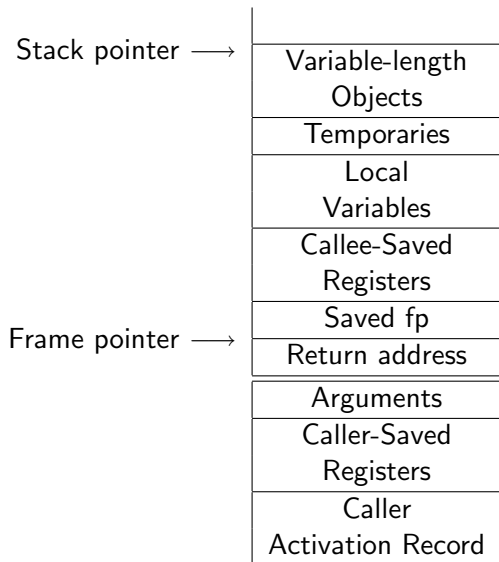 Stack pointer
Variable-length
Objects
Temporaries
Local
Variables
Callee-Saved
Registers
Saved fp
Frame pointer
Return address
Arguments
Caller-Saved
Registers
Caller
Activation Record